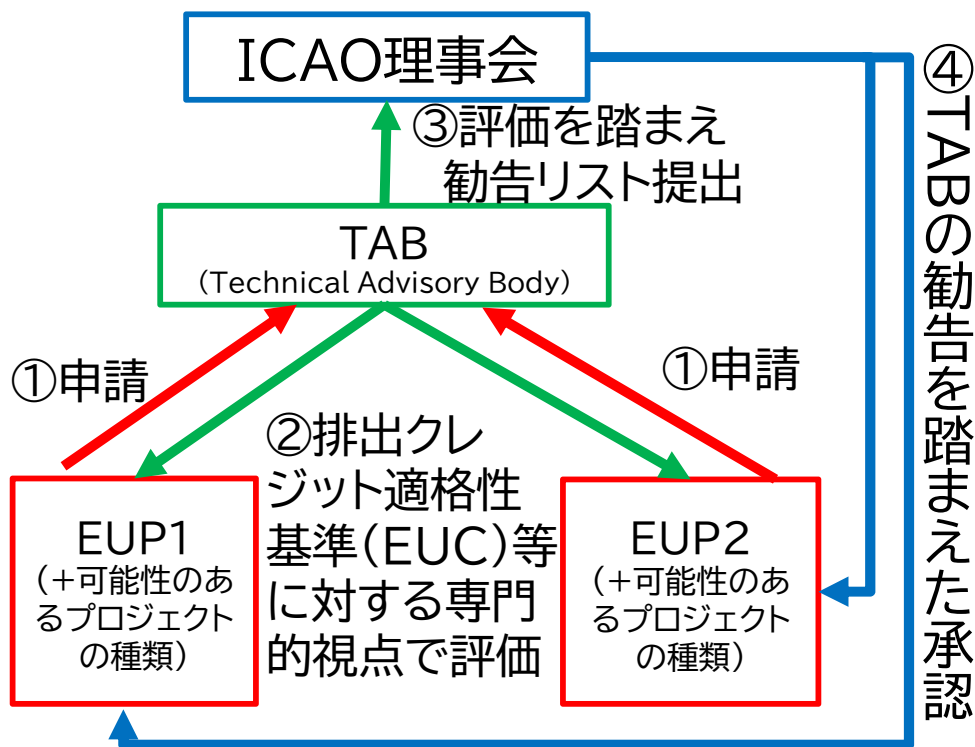 ICAO理事会
③評価を踏まえ
勧告リスト提出
TAB
（Technical Advisory Body）
①申請
①申請
②排出クレ
ジット適格性
基準（EUC）等
に対する専門
的視点で評価
EUP1
（＋可能性のあ
るプロジェクト
の種類）
EUP2
（＋可能性のあ
るプロジェクト
の種類）
④TABの勧告を踏まえた承認